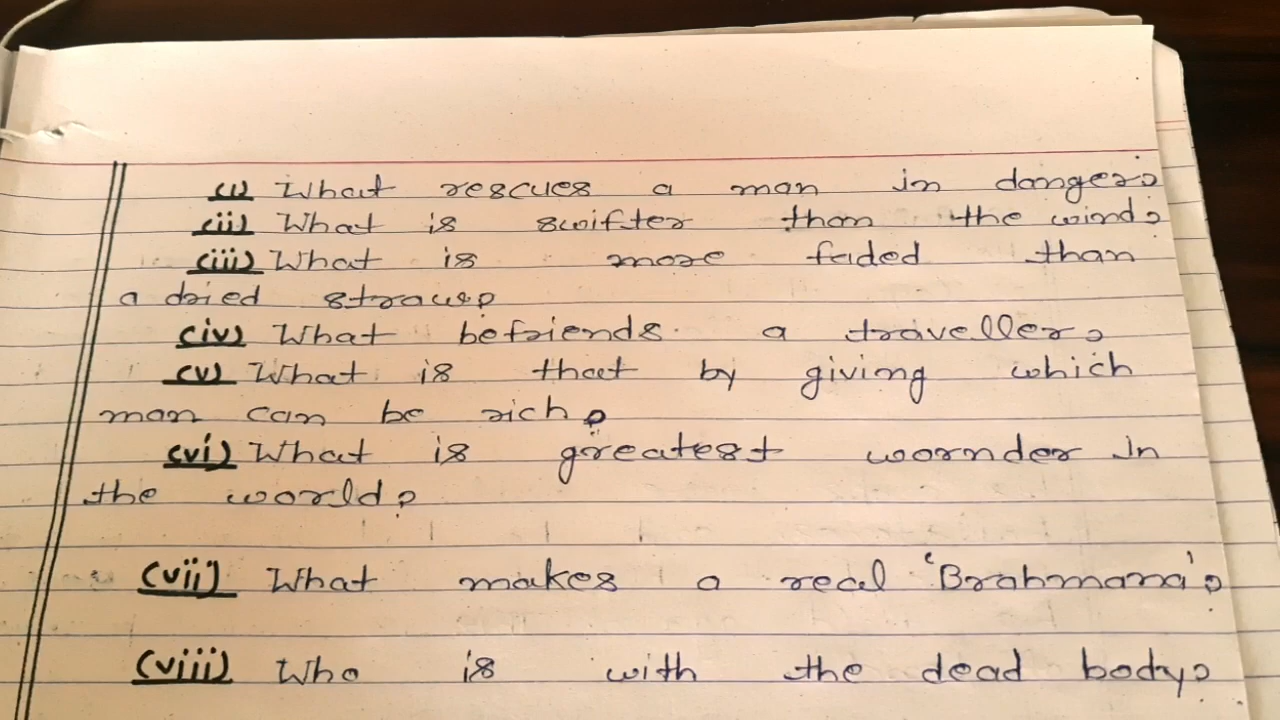 (i) What rescues a man in danger?
(ii) What is swifter than the wind?
(iii) What is more faded than
a dried straw?
(iv) What befriends a traveller?
(v) What is that by giving which
man can be rich?
(vi) What is greatest wornder in
the world?
(vii) What makes a real 'Brahmana'?
(viii) Who is with the dead body?